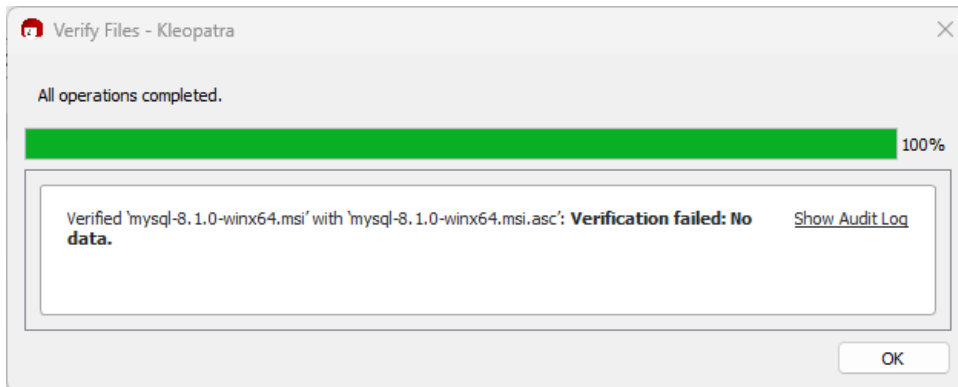 Verify Files - Kleopatra
All operations completed.
100%
Verified 'mysql-8.1.0-winx64.msi' with 'mysql-8.1.0-winx64.msi.asc': Verification failed: No
data.
Show Audit Log
OK